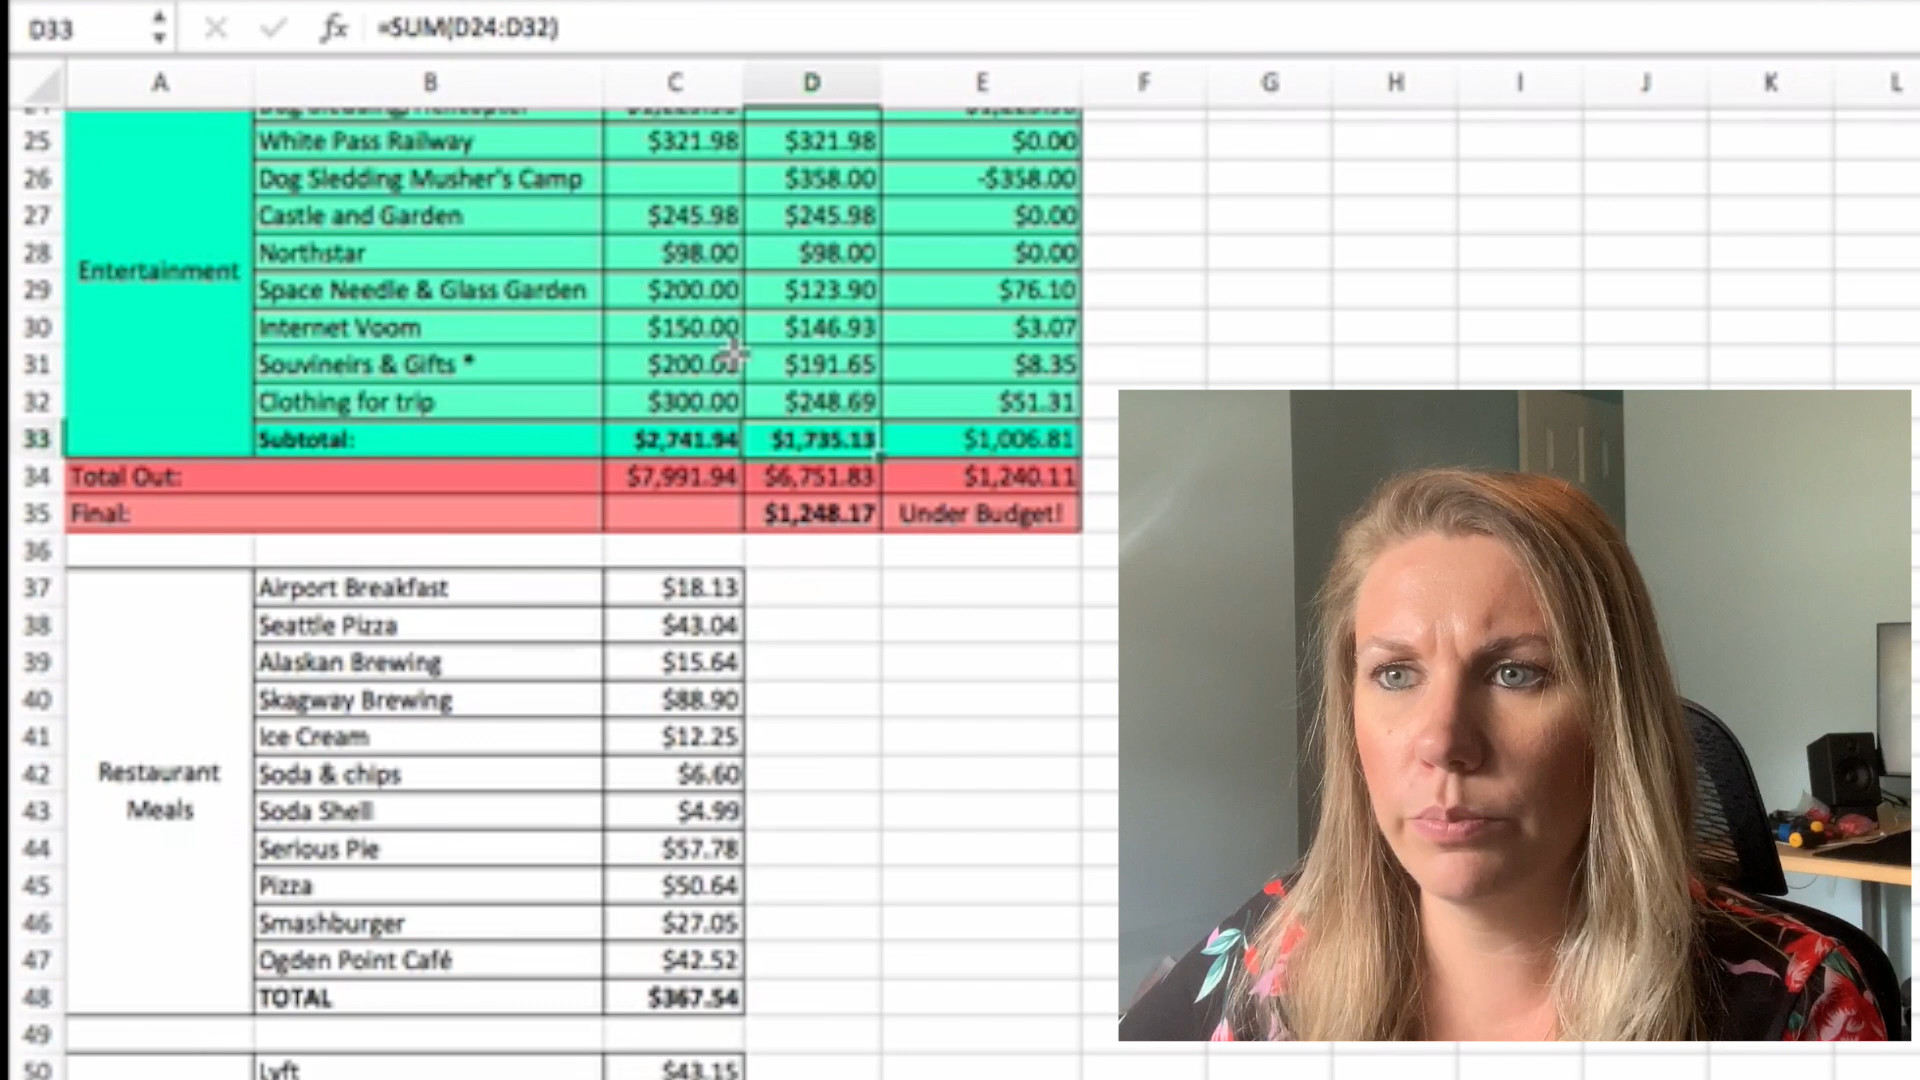 D33 fx =SUM(D24:D32)
A B C D E F G H I J K L
25 White Pass Railway $321.98 $321.98 $0.00
26 Dog Sledding Musher's Camp $358.00 -$358.00
27 Castle and Garden $245.98 $245.98 $0.00
28 Northstar $98.00 $98.00 $0.00
Entertainment
29 Space Needle & Glass Garden $200.00 $123.90 $76.10
30 Internet Voom $150.00 $146.93 $3.07
31 Souvineirs & Gifts * $200.00 $191.65 $8.35
32 Clothing for trip $300.00 $248.69 $51.31
33 Subtotal: $2,741.94 $1,735.13 $1,006.81
34 Total Out: $7,991.94 $6,751.83 $1,240.11
35 Final: $1,248.17 Under Budget!
36
37 Airport Breakfast $18.13
38 Seattle Pizza $43.04
39 Alaskan Brewing $15.64
40 Skagway Brewing $88.90
41 Ice Cream $12.25
42 Restaurant Soda & chips $6.60
43 Meals Soda Shell $4.99
44 Serious Pie $57.78
45 Pizza $50.64
46 Smashburger $27.05
47 Ogden Point Café $42.52
48 TOTAL $367.54
49
50 Lyft $43.15